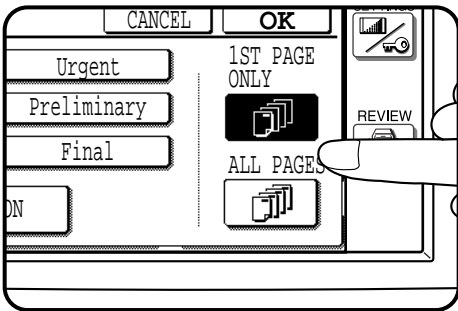 CANCEL
OK
Urgent
1ST PAGE
ONLY
Preliminary
REVIEW
Final
ALL PAGES
ON